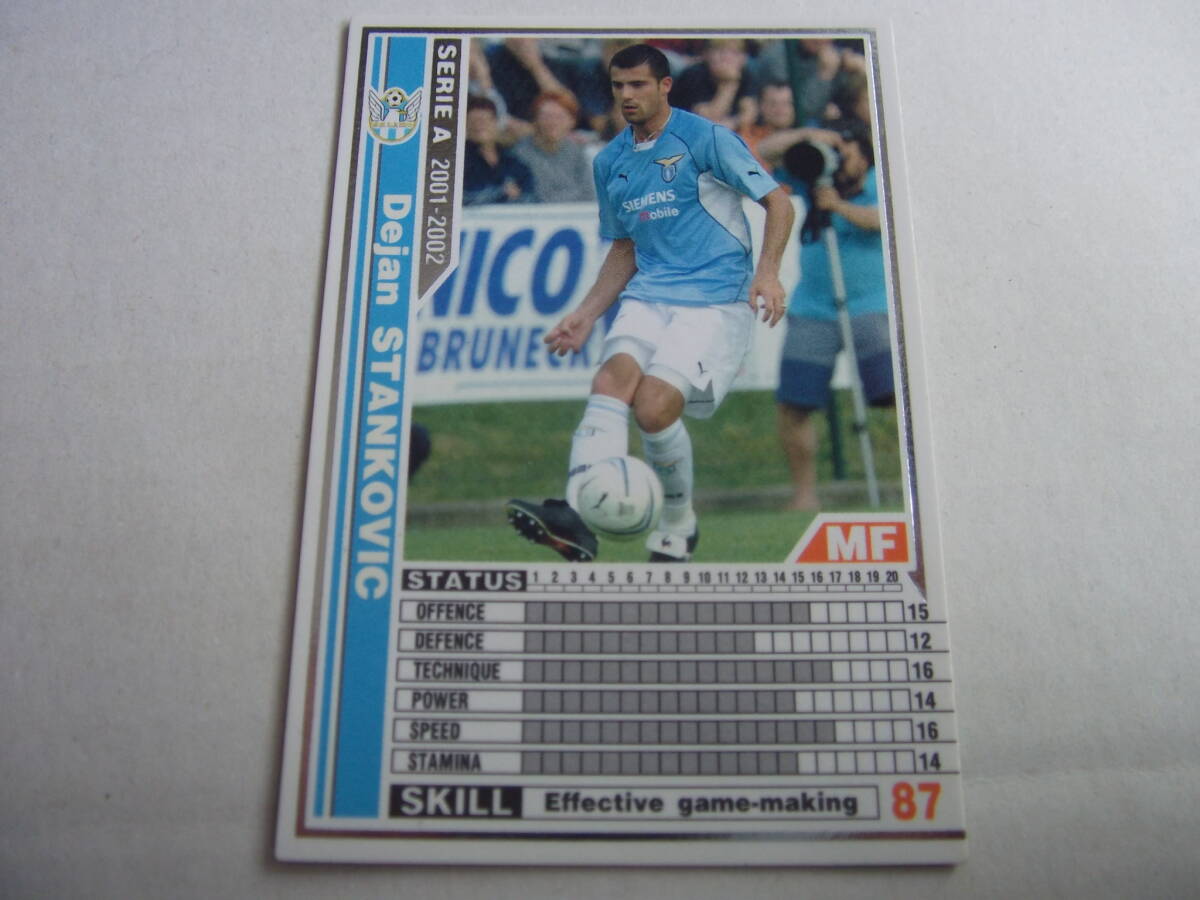 SERIE A 2001-2002
Dejan STANKOVIC
SIEMENS
mobile
NICO
BRUNECK
MF
STATUS 1 2 3 4 5 6 7 8 9 10 11 12 13 14 15 16 17 18 19 20
OFFENCE 15
DEFENCE 12
TECHNIQUE 16
POWER 14
SPEED 16
STAMINA 14
SKILL Effective game-making 87